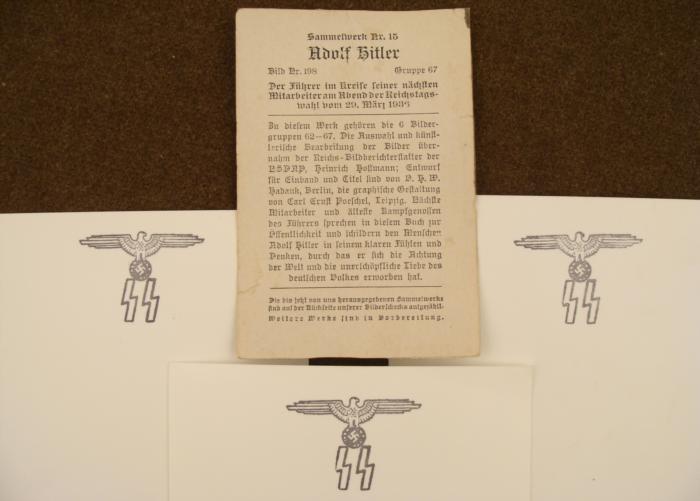 Sammelwerk Nr. 15
Adolf Hitler
Bild Nr. 198 Gruppe 67
Der Führer im Kreise seiner nächsten
Mitarbeiter am Abend der Reichstags-
wahl vom 29. März 1936
Zu diesem Werk gehören die 6 Bilder-
gruppen 62–67. Die Auswahl und künst-
lerische Bearbeitung der Bilder über-
nahm der Reichs-Bildberichterstatter der
NSDAP, Heinrich Hoffmann; Entwurf
für Einband und Titel sind von O. H. W.
Hadank, Berlin, die graphische Gestaltung
von Carl Ernst Poeschel, Leipzig. Nächste
Mitarbeiter und älteste Kampfgenossen
des Führers sprechen in diesem Buch zur
Öffentlichkeit und schildern den Menschen
Adolf Hitler in seinem klaren Fühlen und
Denken, durch das er sich die Achtung
der Welt und die unerschöpfliche Liebe des
deutschen Volkes erworben hat.
Die bis jetzt von uns herausgegebenen Sammelwerke
sind auf der Rückseite unserer Bilderschecks aufgezählt.
Weitere Werke sind in Vorbereitung.
SS
SS
SS